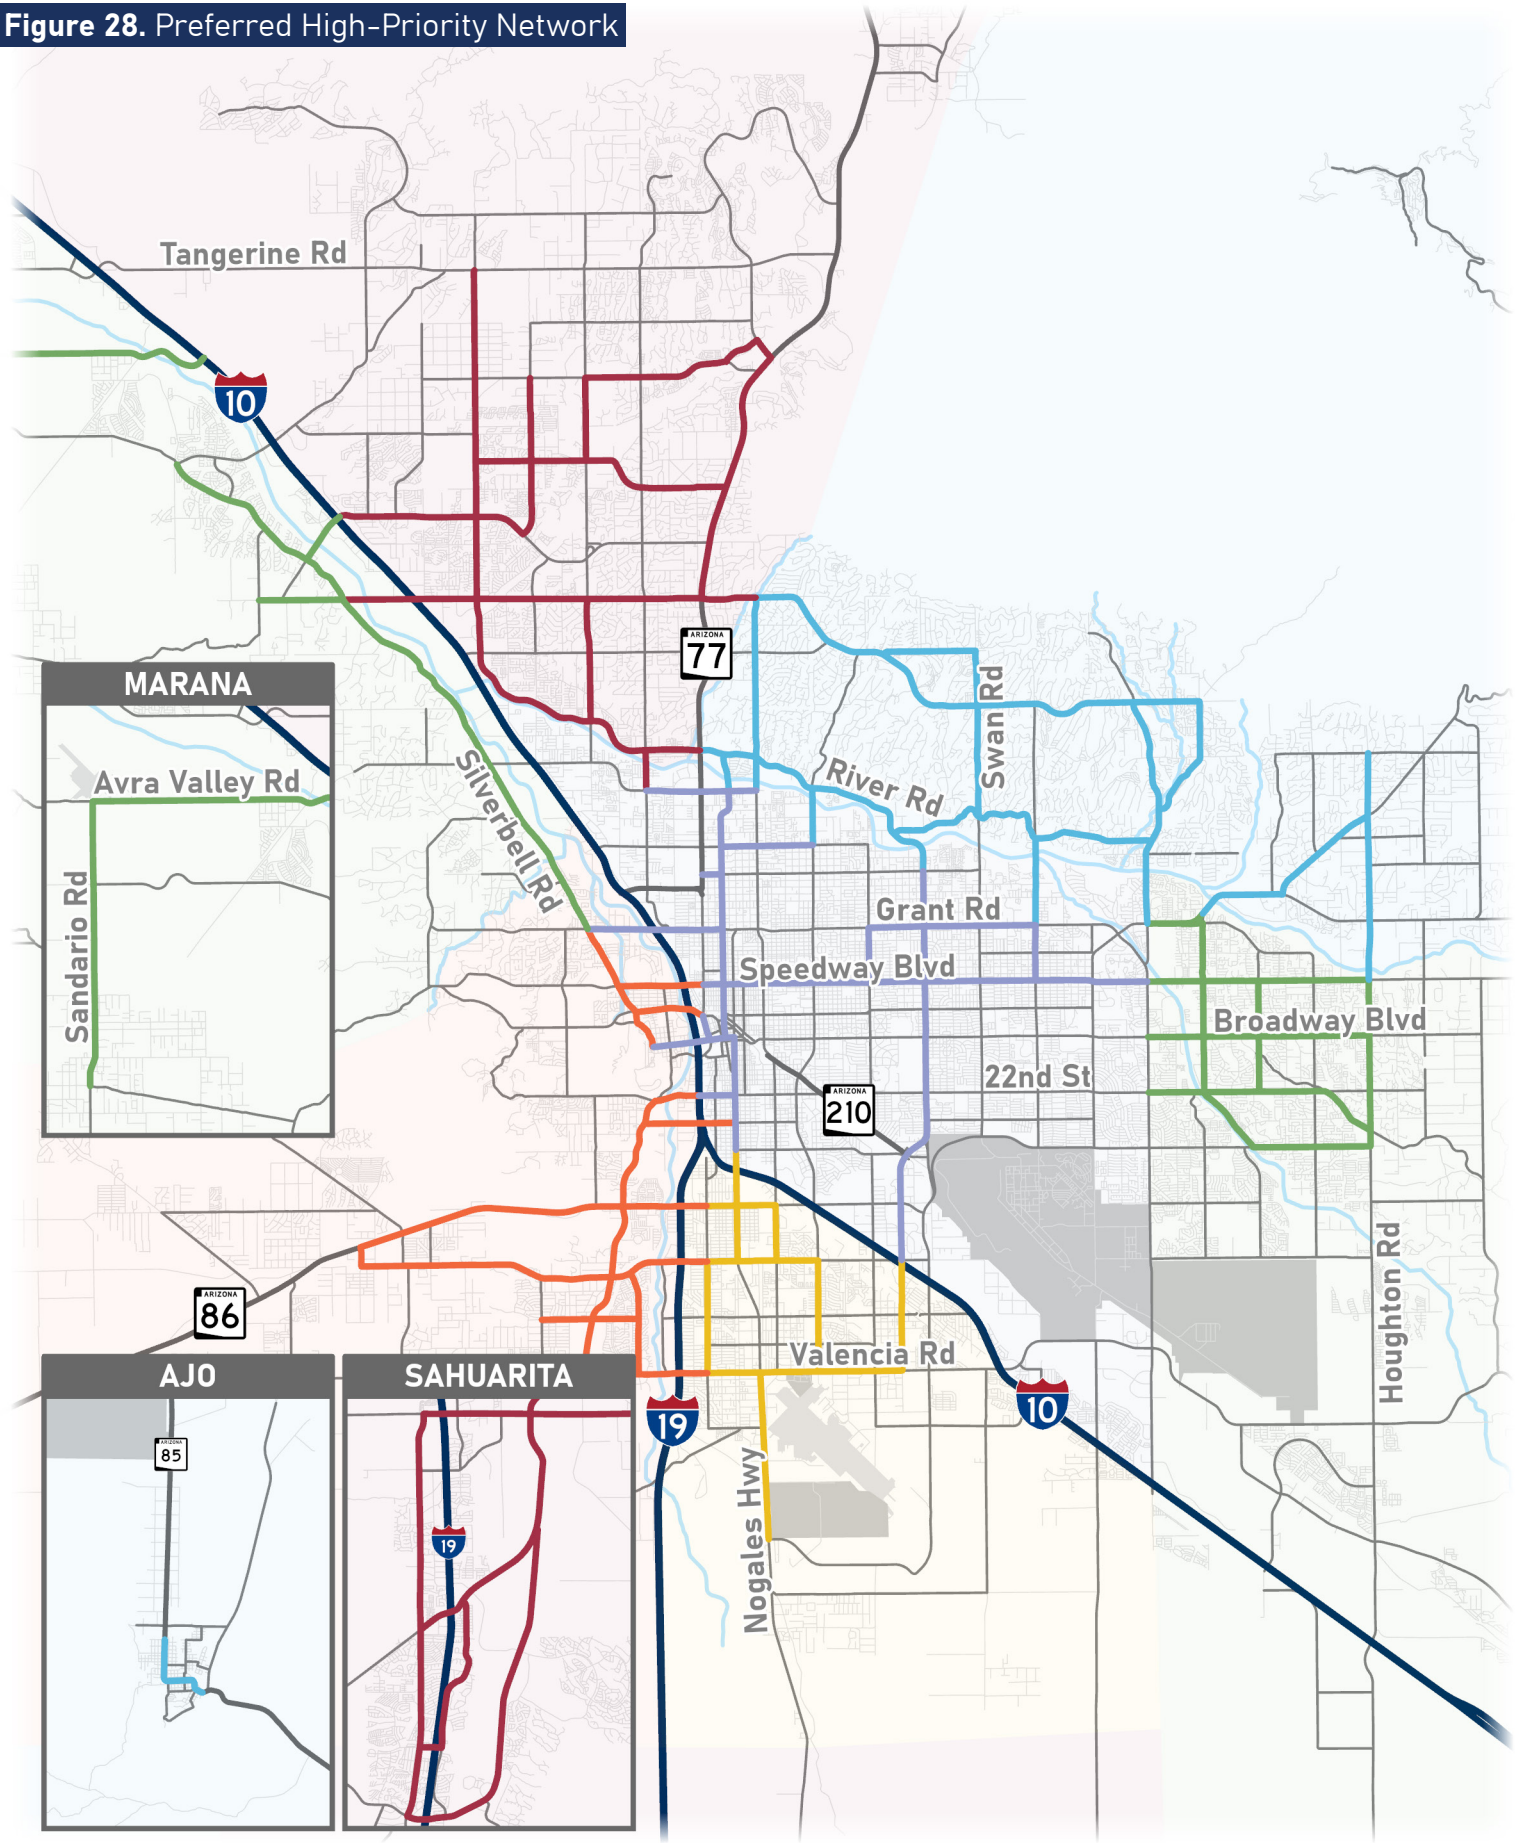 Figure 28. Preferred High-Priority Network
Tangerine Rd
10
ARIZONA
77
MARANA
Avra Valley Rd
Sandario Rd
Silverbell Rd
Swan Rd
River Rd
Grant Rd
Speedway Blvd
Broadway Blvd
22nd St
ARIZONA
210
Houghton Rd
ARIZONA
86
Valencia Rd
AJO
SAHUARITA
19
10
ARIZONA
85
19
Nogales Hwy